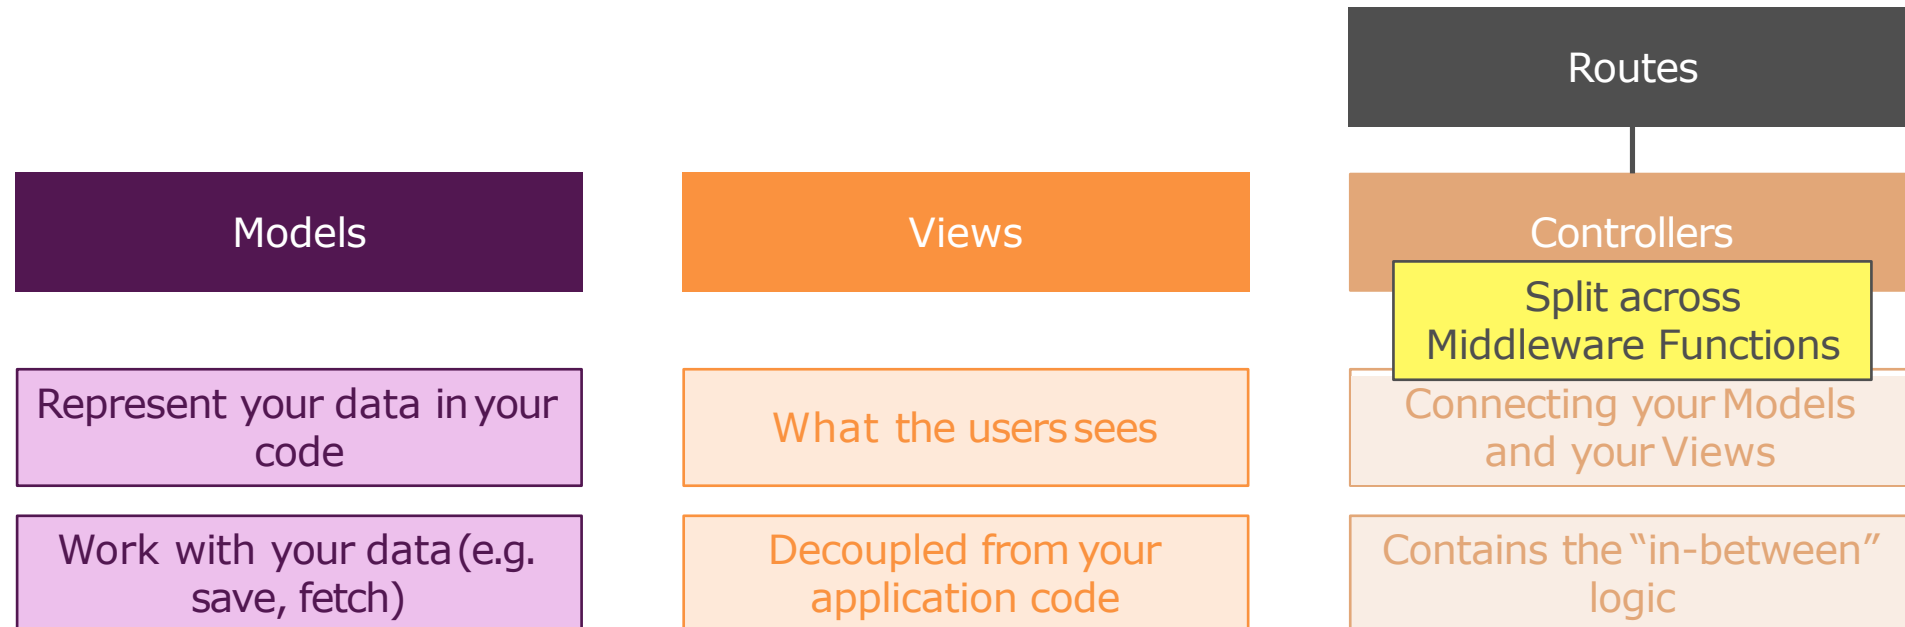 Routes
Models
Views
Controllers
Split across
Middleware Functions
Represent your data in your
code
What the users sees
Connecting your Models
and your Views
Work with your data (e.g.
save, fetch)
Decoupled from your
application code
Contains the “in-between”
logic